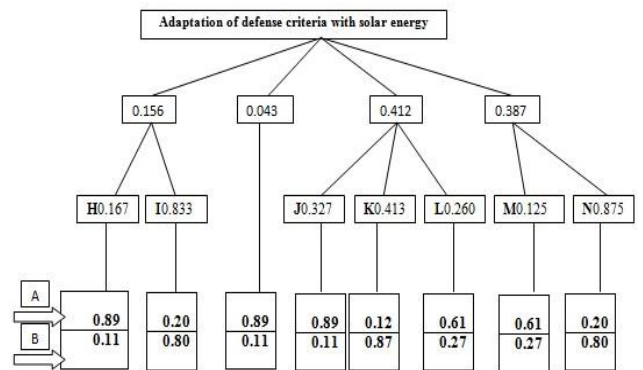 Adaptation of defense criteria with solar energy
0.156 0.043 0.412 0.387
H0.167 I0.833 J0.327 K0.413 L0.260 M0.125 N0.875
A 0.89 0.20 0.89 0.89 0.12 0.61 0.61 0.20
B 0.11 0.80 0.11 0.11 0.87 0.27 0.27 0.80